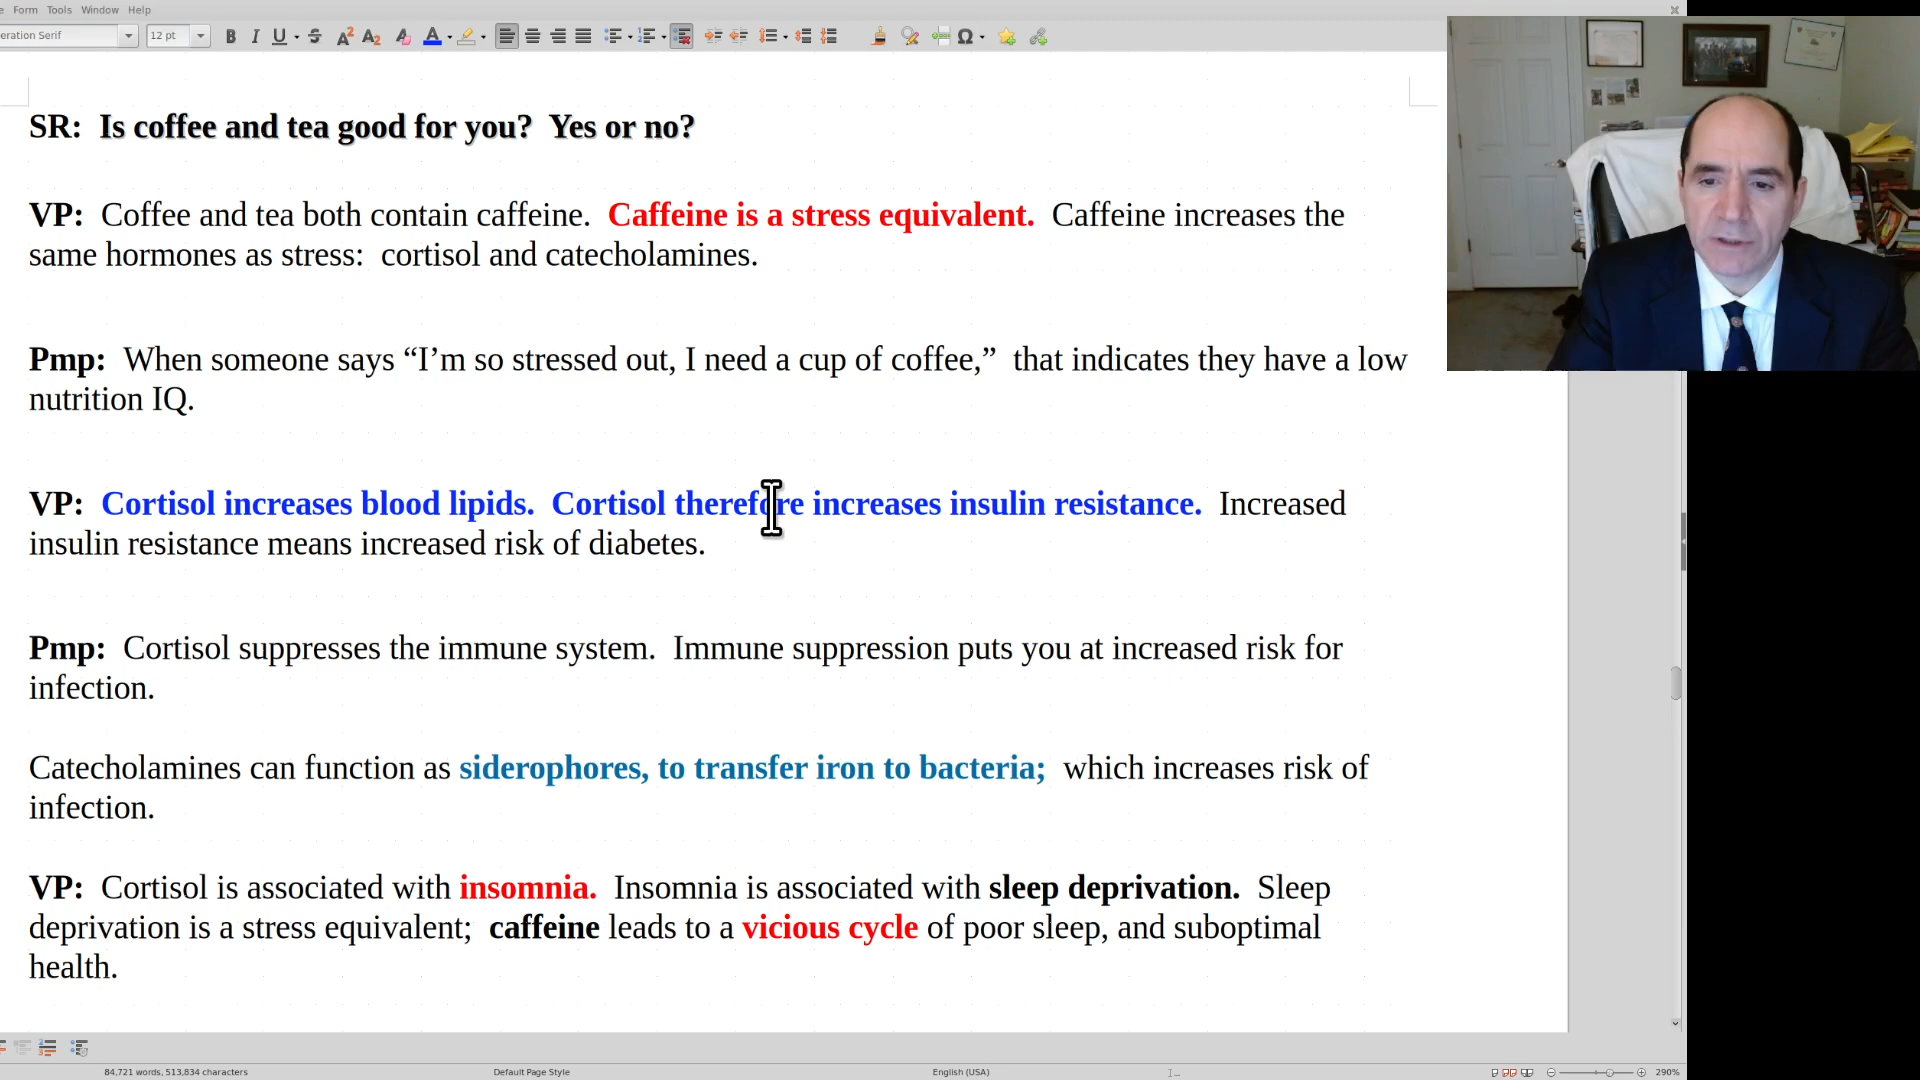 Form Tools Window Help
eration Serif 12 pt
SR: Is coffee and tea good for you? Yes or no?
VP: Coffee and tea both contain caffeine. Caffeine is a stress equivalent. Caffeine increases the
same hormones as stress: cortisol and catecholamines.
Pmp: When someone says “I’m so stressed out, I need a cup of coffee,” that indicates they have a low
nutrition IQ.
VP: Cortisol increases blood lipids. Cortisol therefore increases insulin resistance. Increased
insulin resistance means increased risk of diabetes.
Pmp: Cortisol suppresses the immune system. Immune suppression puts you at increased risk for
infection.
Catecholamines can function as siderophores, to transfer iron to bacteria; which increases risk of
infection.
VP: Cortisol is associated with insomnia. Insomnia is associated with sleep deprivation. Sleep
deprivation is a stress equivalent; caffeine leads to a vicious cycle of poor sleep, and suboptimal
health.
84,721 words, 513,834 characters Default Page Style English (USA) 290%